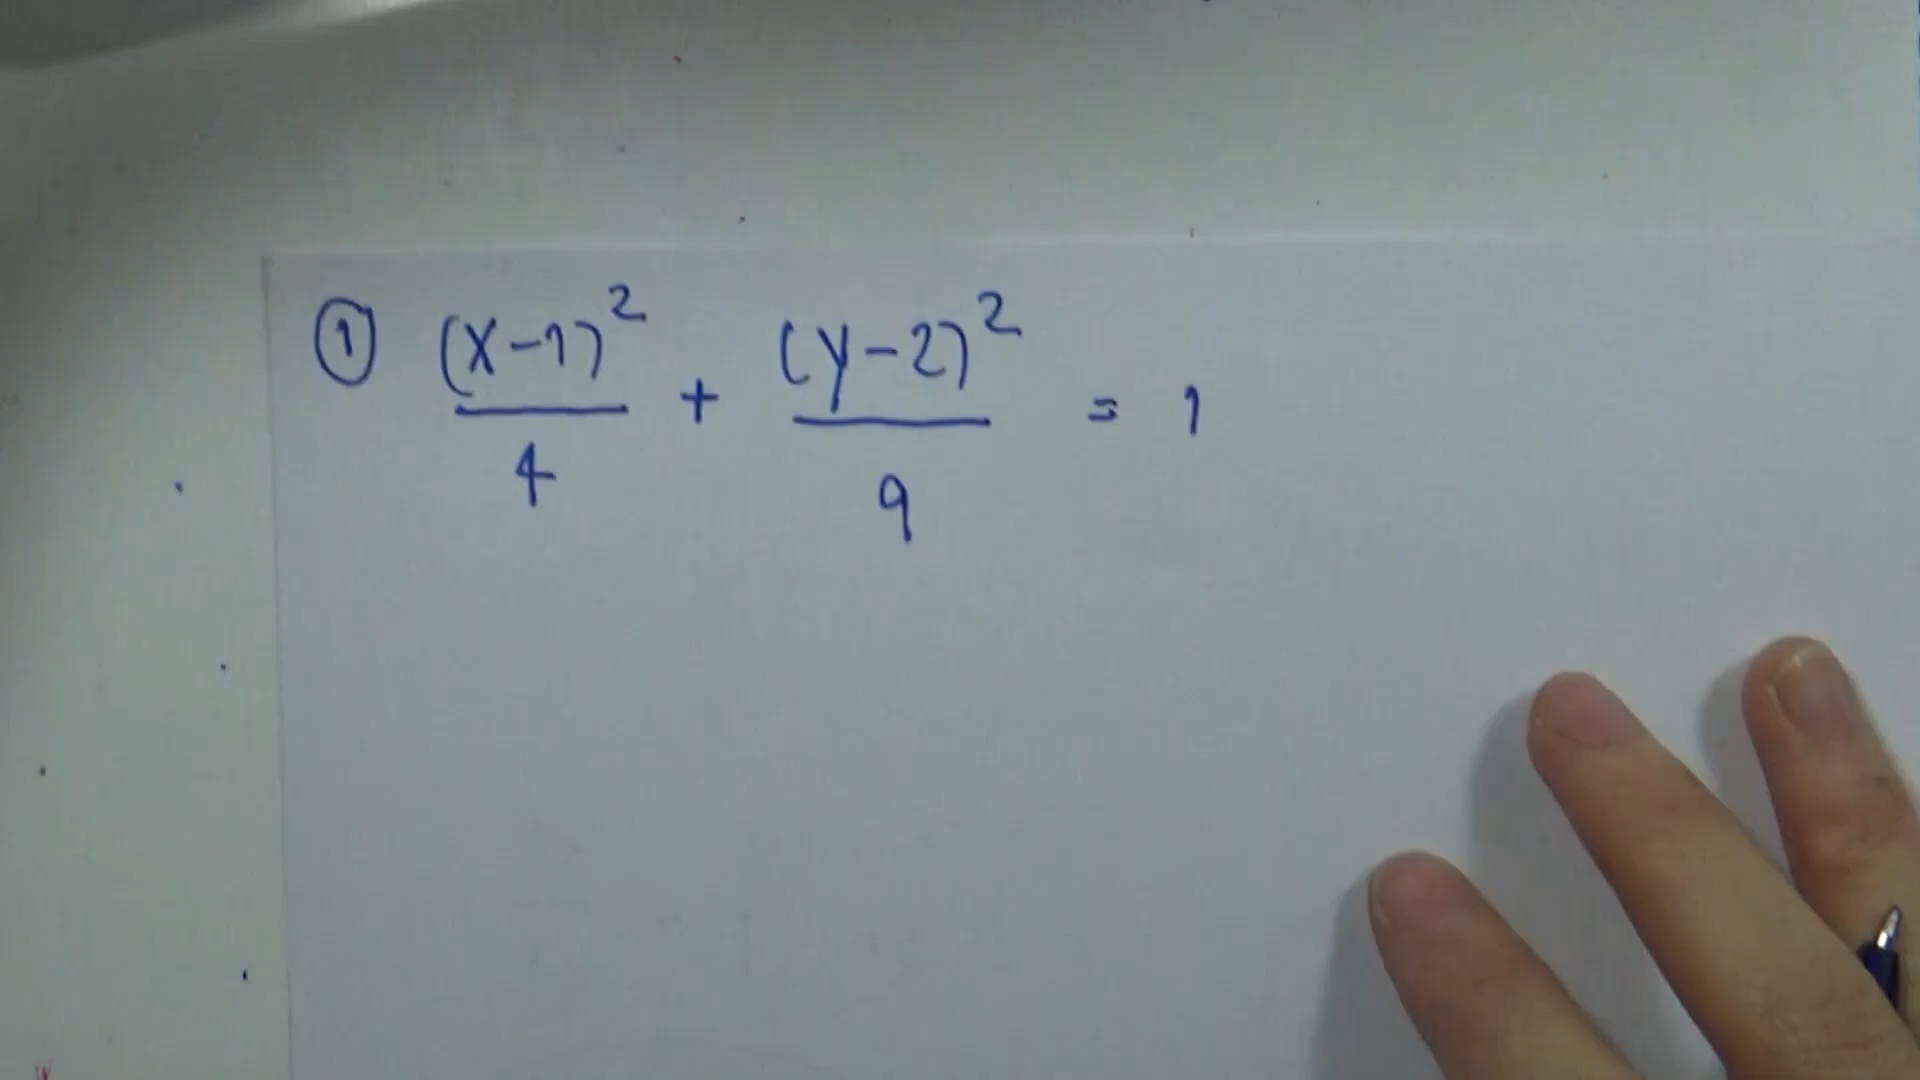 ① (x-1)² / 4 + (y-2)² / 9 = 1